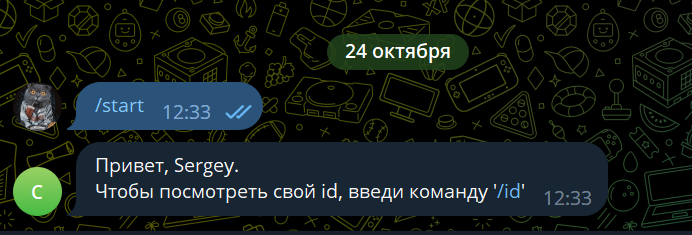 24 октября
/start 12:33
Привет, Sergey.
Чтобы посмотреть свой id, введи команду '/id' 12:33
C